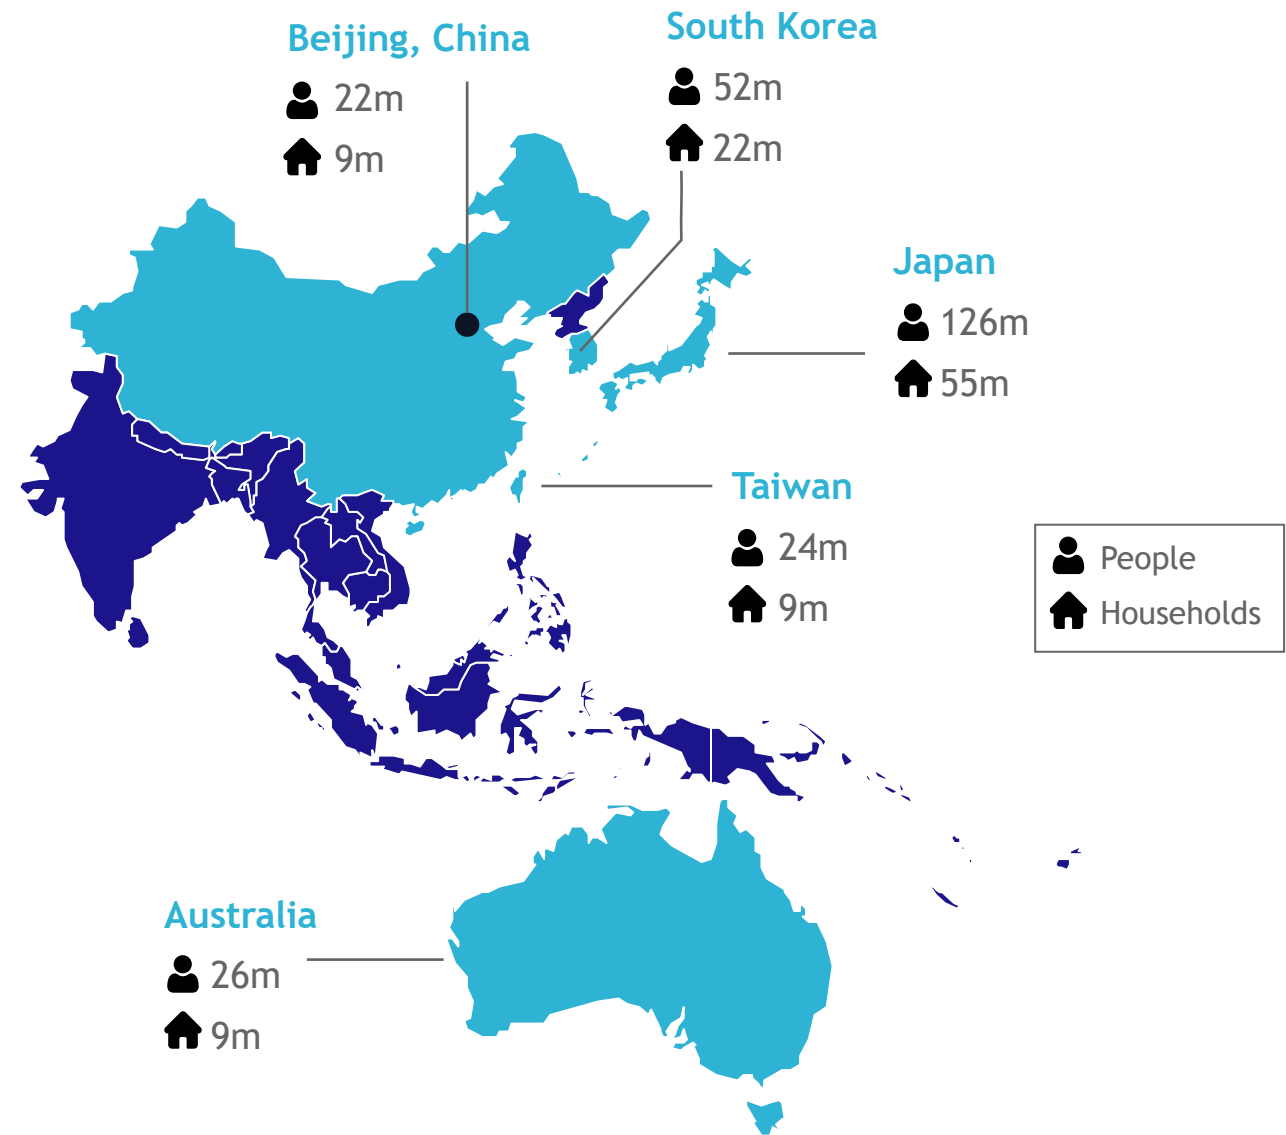 Beijing, China
22m
9m
South Korea
52m
22m
Japan
126m
55m
Taiwan
24m
9m
People
Households
Australia
26m
9m